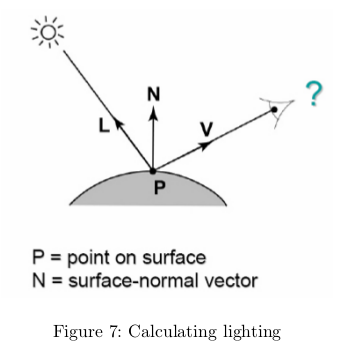 ?
N
L
V
P
P = point on surface
N = surface-normal vector
Figure 7: Calculating lighting